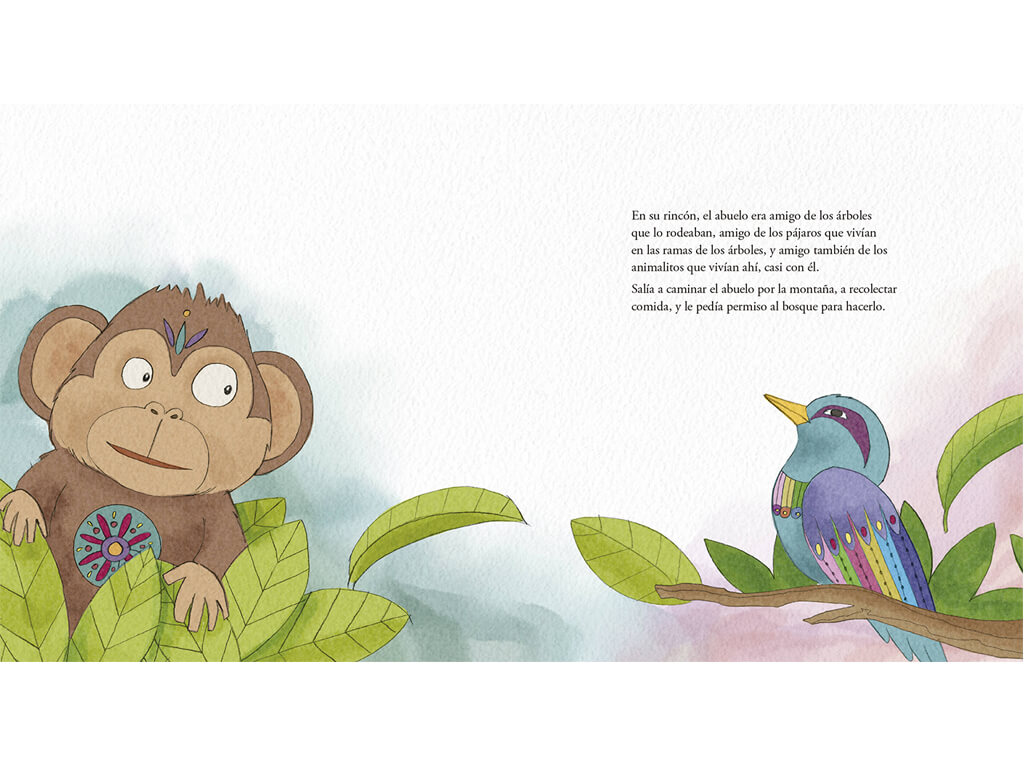 En su rincón, el abuelo era amigo de los árboles
que lo rodeaban, amigo de los pájaros que vivían
en las ramas de los árboles, y amigo también de los
animalitos que vivían ahí, casi con él.
Salía a caminar el abuelo por la montaña, a recolectar
comida, y le pedía permiso al bosque para hacerlo.